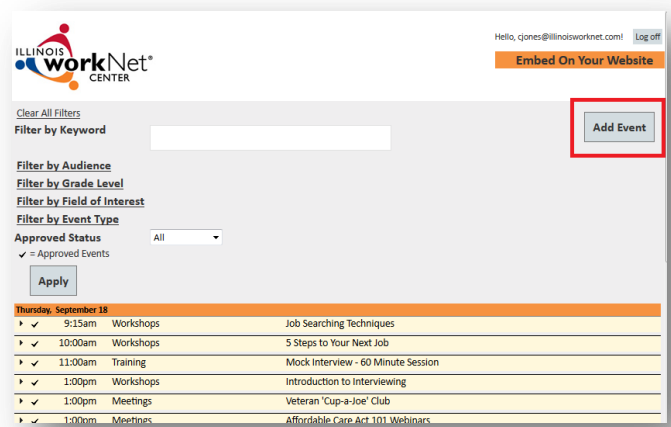 ILLINOIS
workNet®
CENTER
Hello, cjones@illinoisworknet.com! Log off
Embed On Your Website
Clear All Filters
Filter by Keyword
Add Event
Filter by Audience
Filter by Grade Level
Filter by Field of Interest
Filter by Event Type
Approved Status All
✓ = Approved Events
Apply
Thursday, September 18
✓ 9:15am Workshops Job Searching Techniques
✓ 10:00am Workshops 5 Steps to Your Next Job
✓ 11:00am Training Mock Interview - 60 Minute Session
✓ 1:00pm Workshops Introduction to Interviewing
✓ 1:00pm Meetings Veteran 'Cup-a-Joe' Club
✓ 1:00pm Meetings Affordable Care Act 101 Webinars